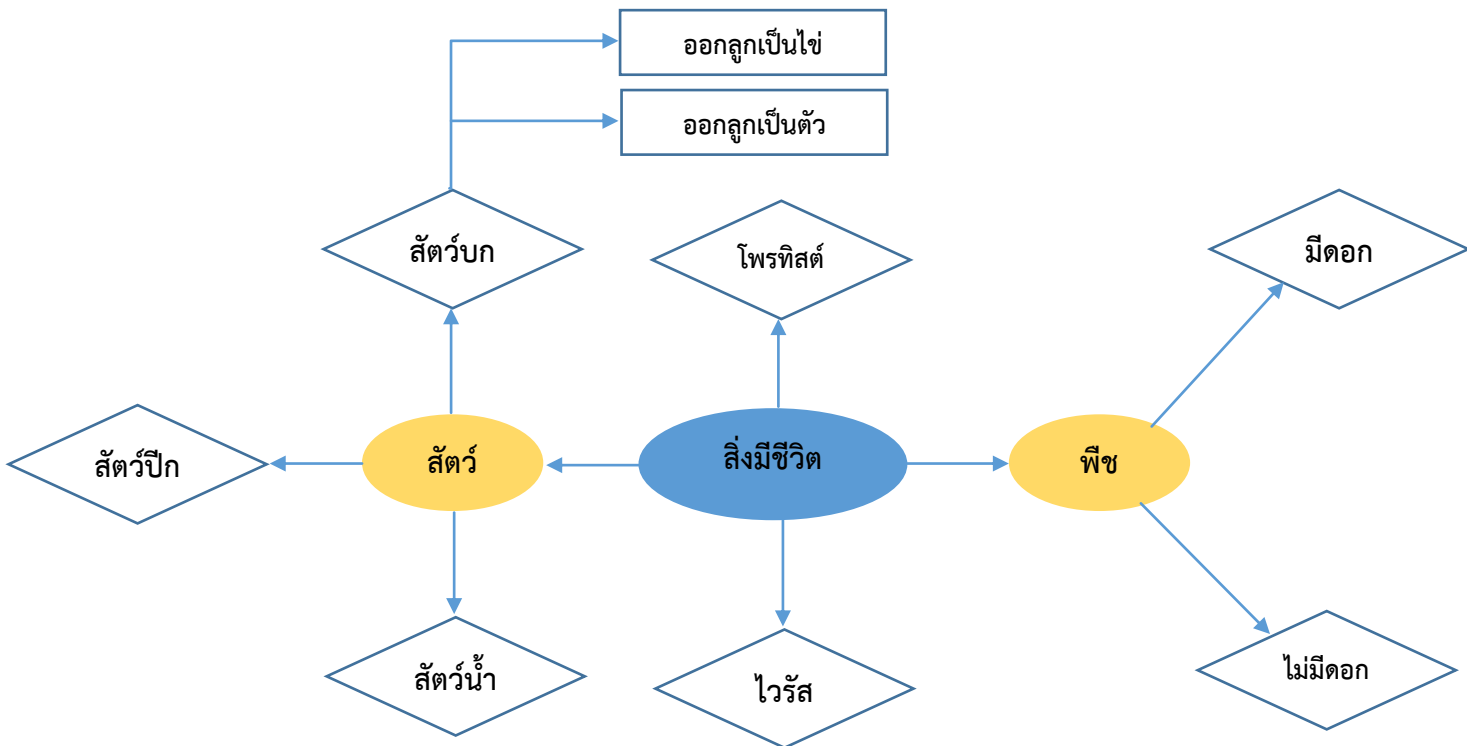 ออกลูกเป็นไข่
ออกลูกเป็นตัว
สัตว์บก
โพรทิสต์
มีดอก
สัตว์ปีก
สัตว์
สิ่งมีชีวิต
พืช
สัตว์น้ำ
ไวรัส
ไม่มีดอก